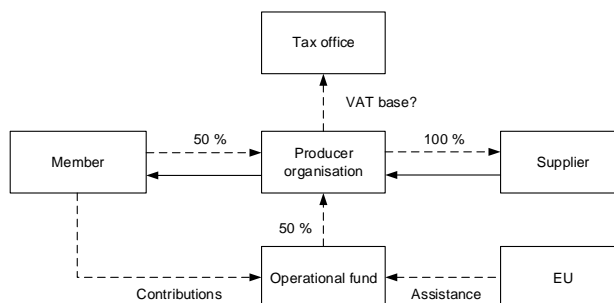 Tax office
VAT base?
50 %
100 %
Member
Producer
organisation
Supplier
50 %
Operational fund
EU
Contributions
Assistance